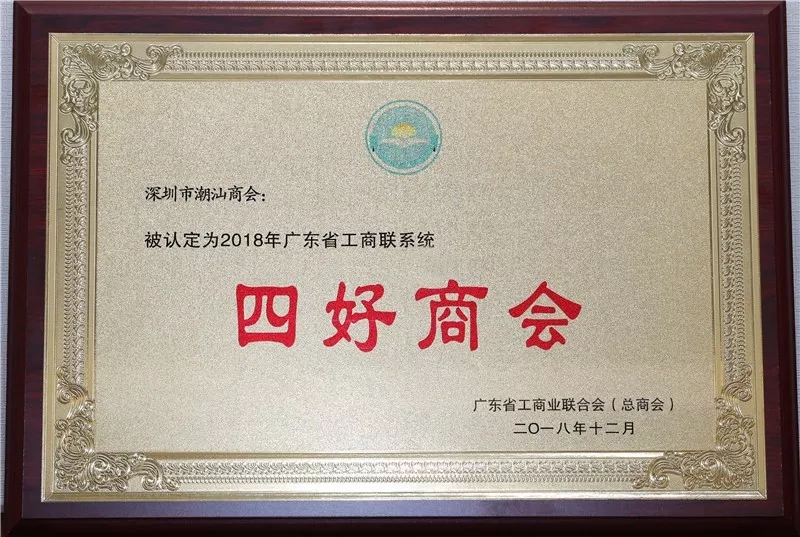 深圳市潮汕商会：
被认定为2018年广东省工商联系统
四好商会
广东省工商业联合会（总商会）
二〇一八年十二月